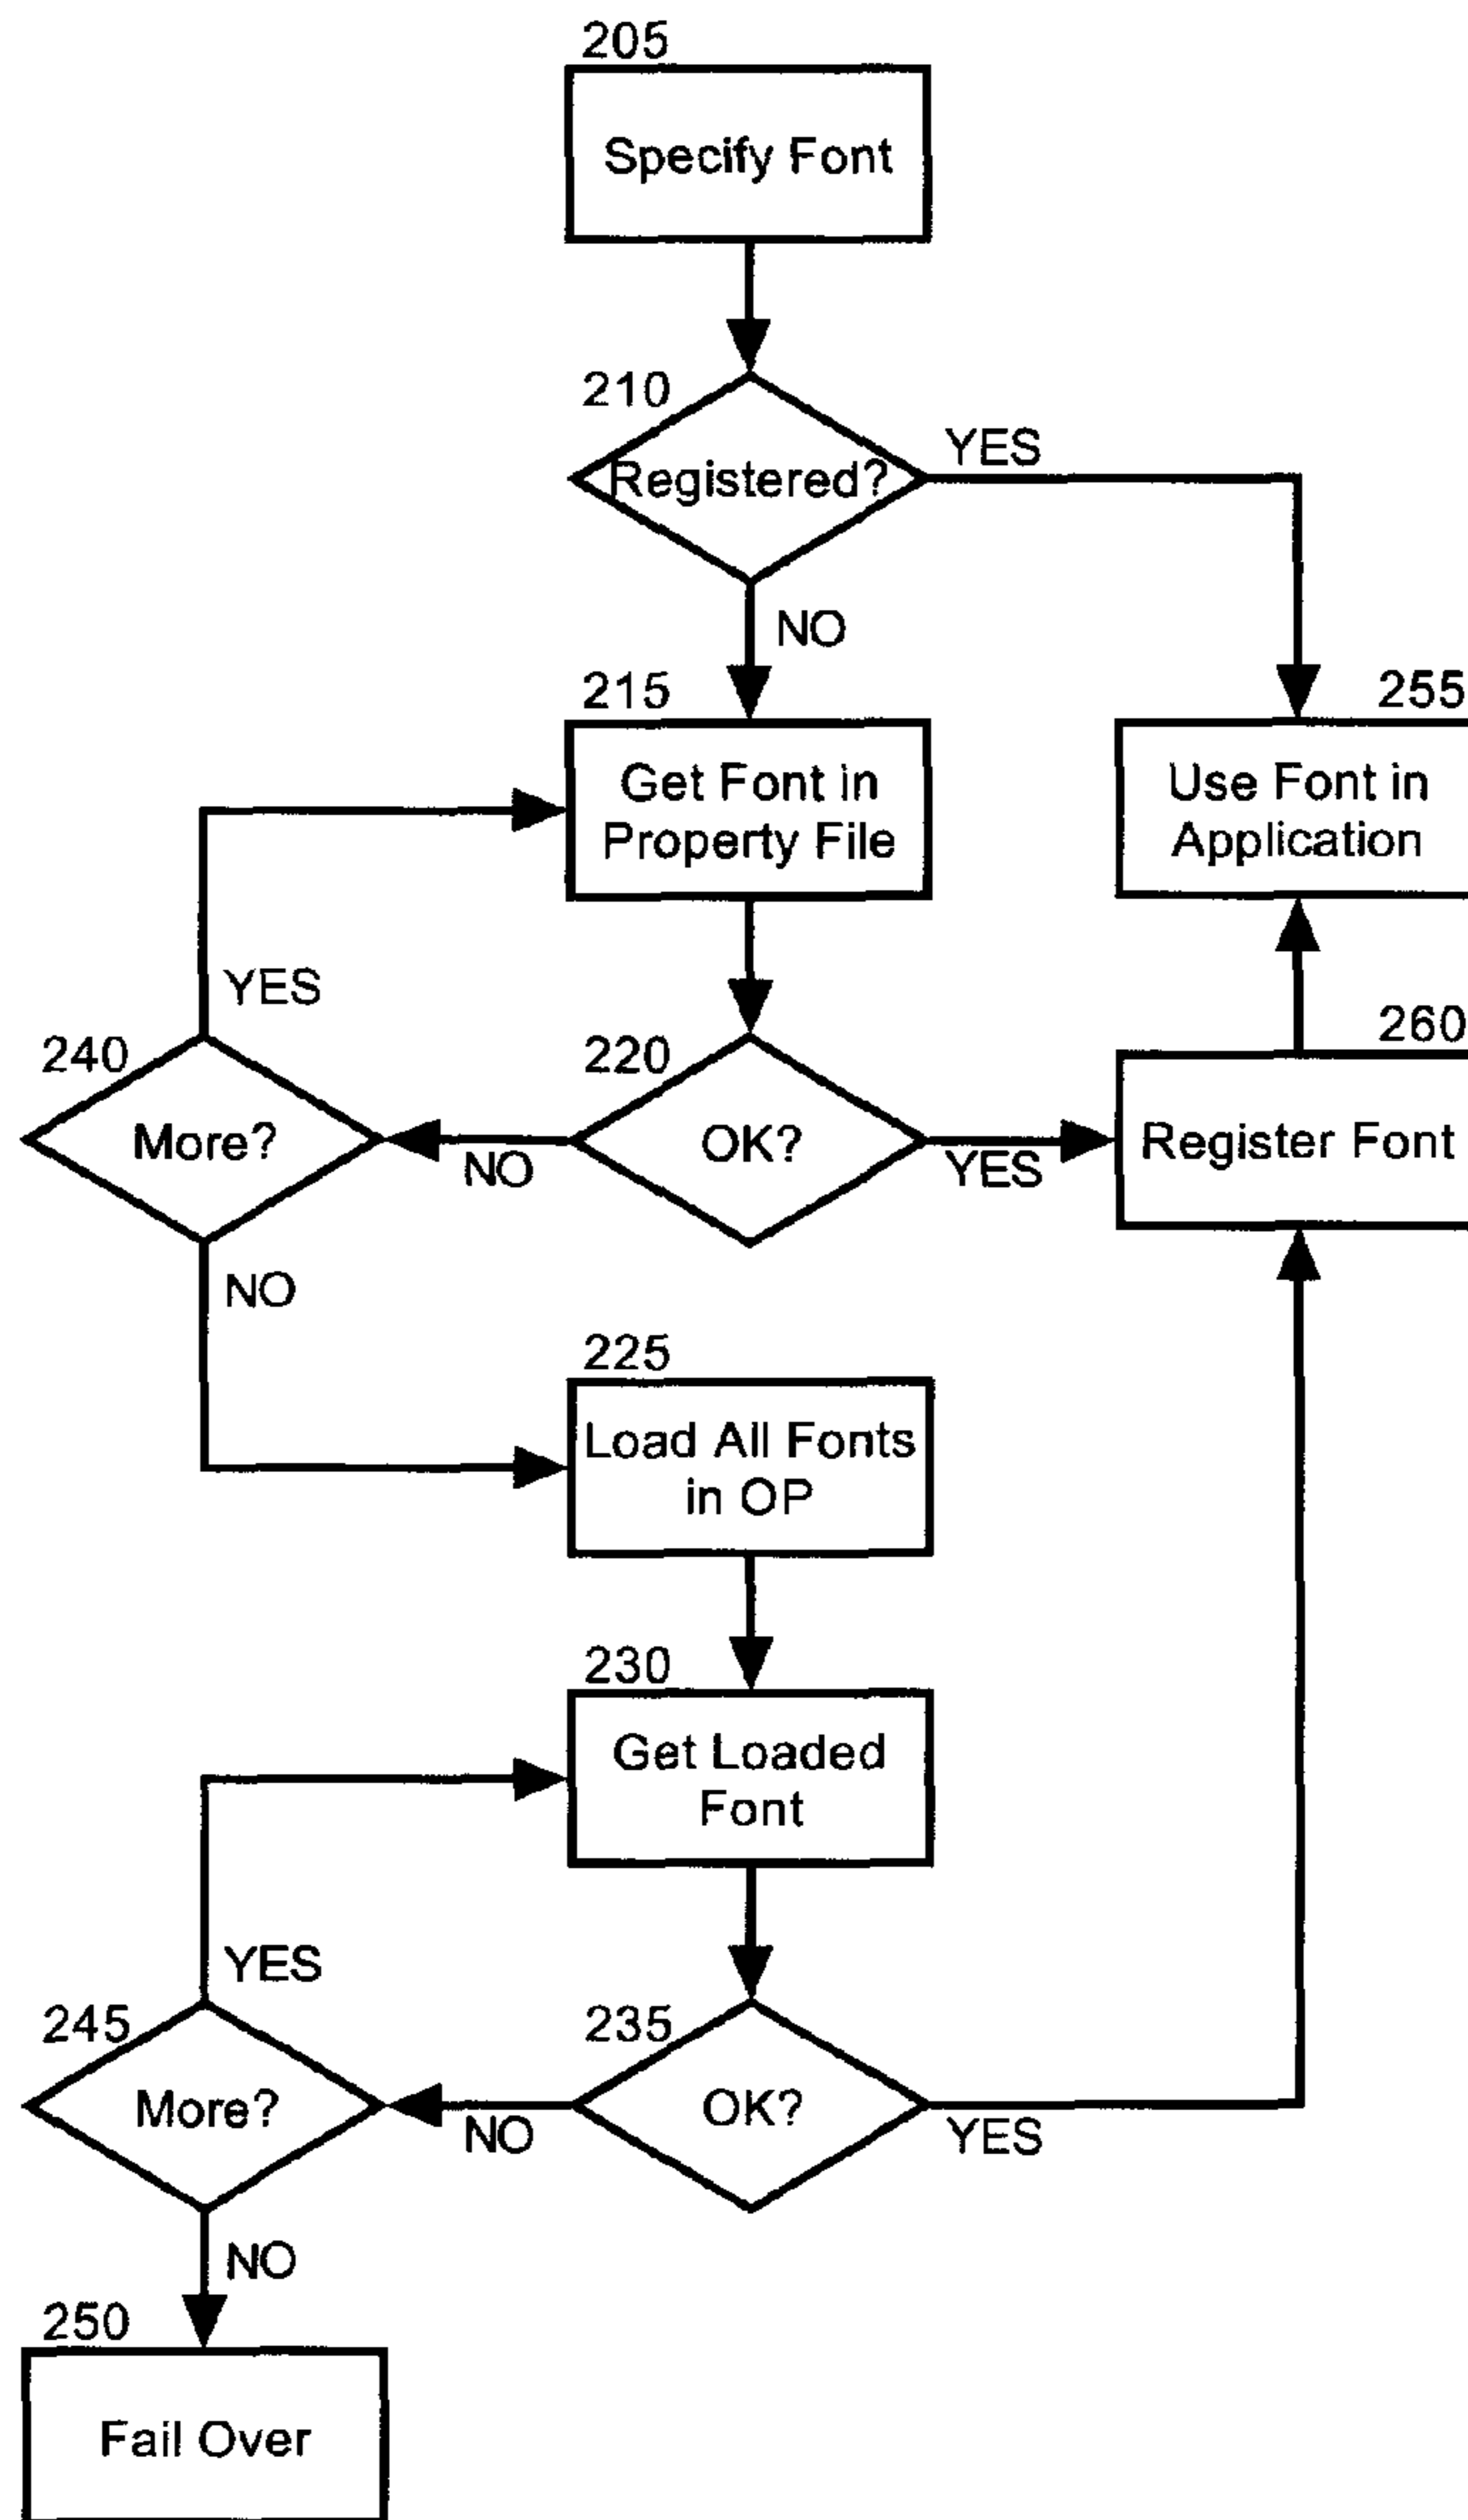 205
Specify Font
210
Registered?
YES
NO
215
Get Font in
Property File
255
Use Font in
Application
YES
240
More?
NO
220
OK?
YES
260
Register Font
NO
225
Load All Fonts
in OP
230
Get Loaded
Font
YES
245
More?
NO
235
OK?
YES
NO
250
Fail Over